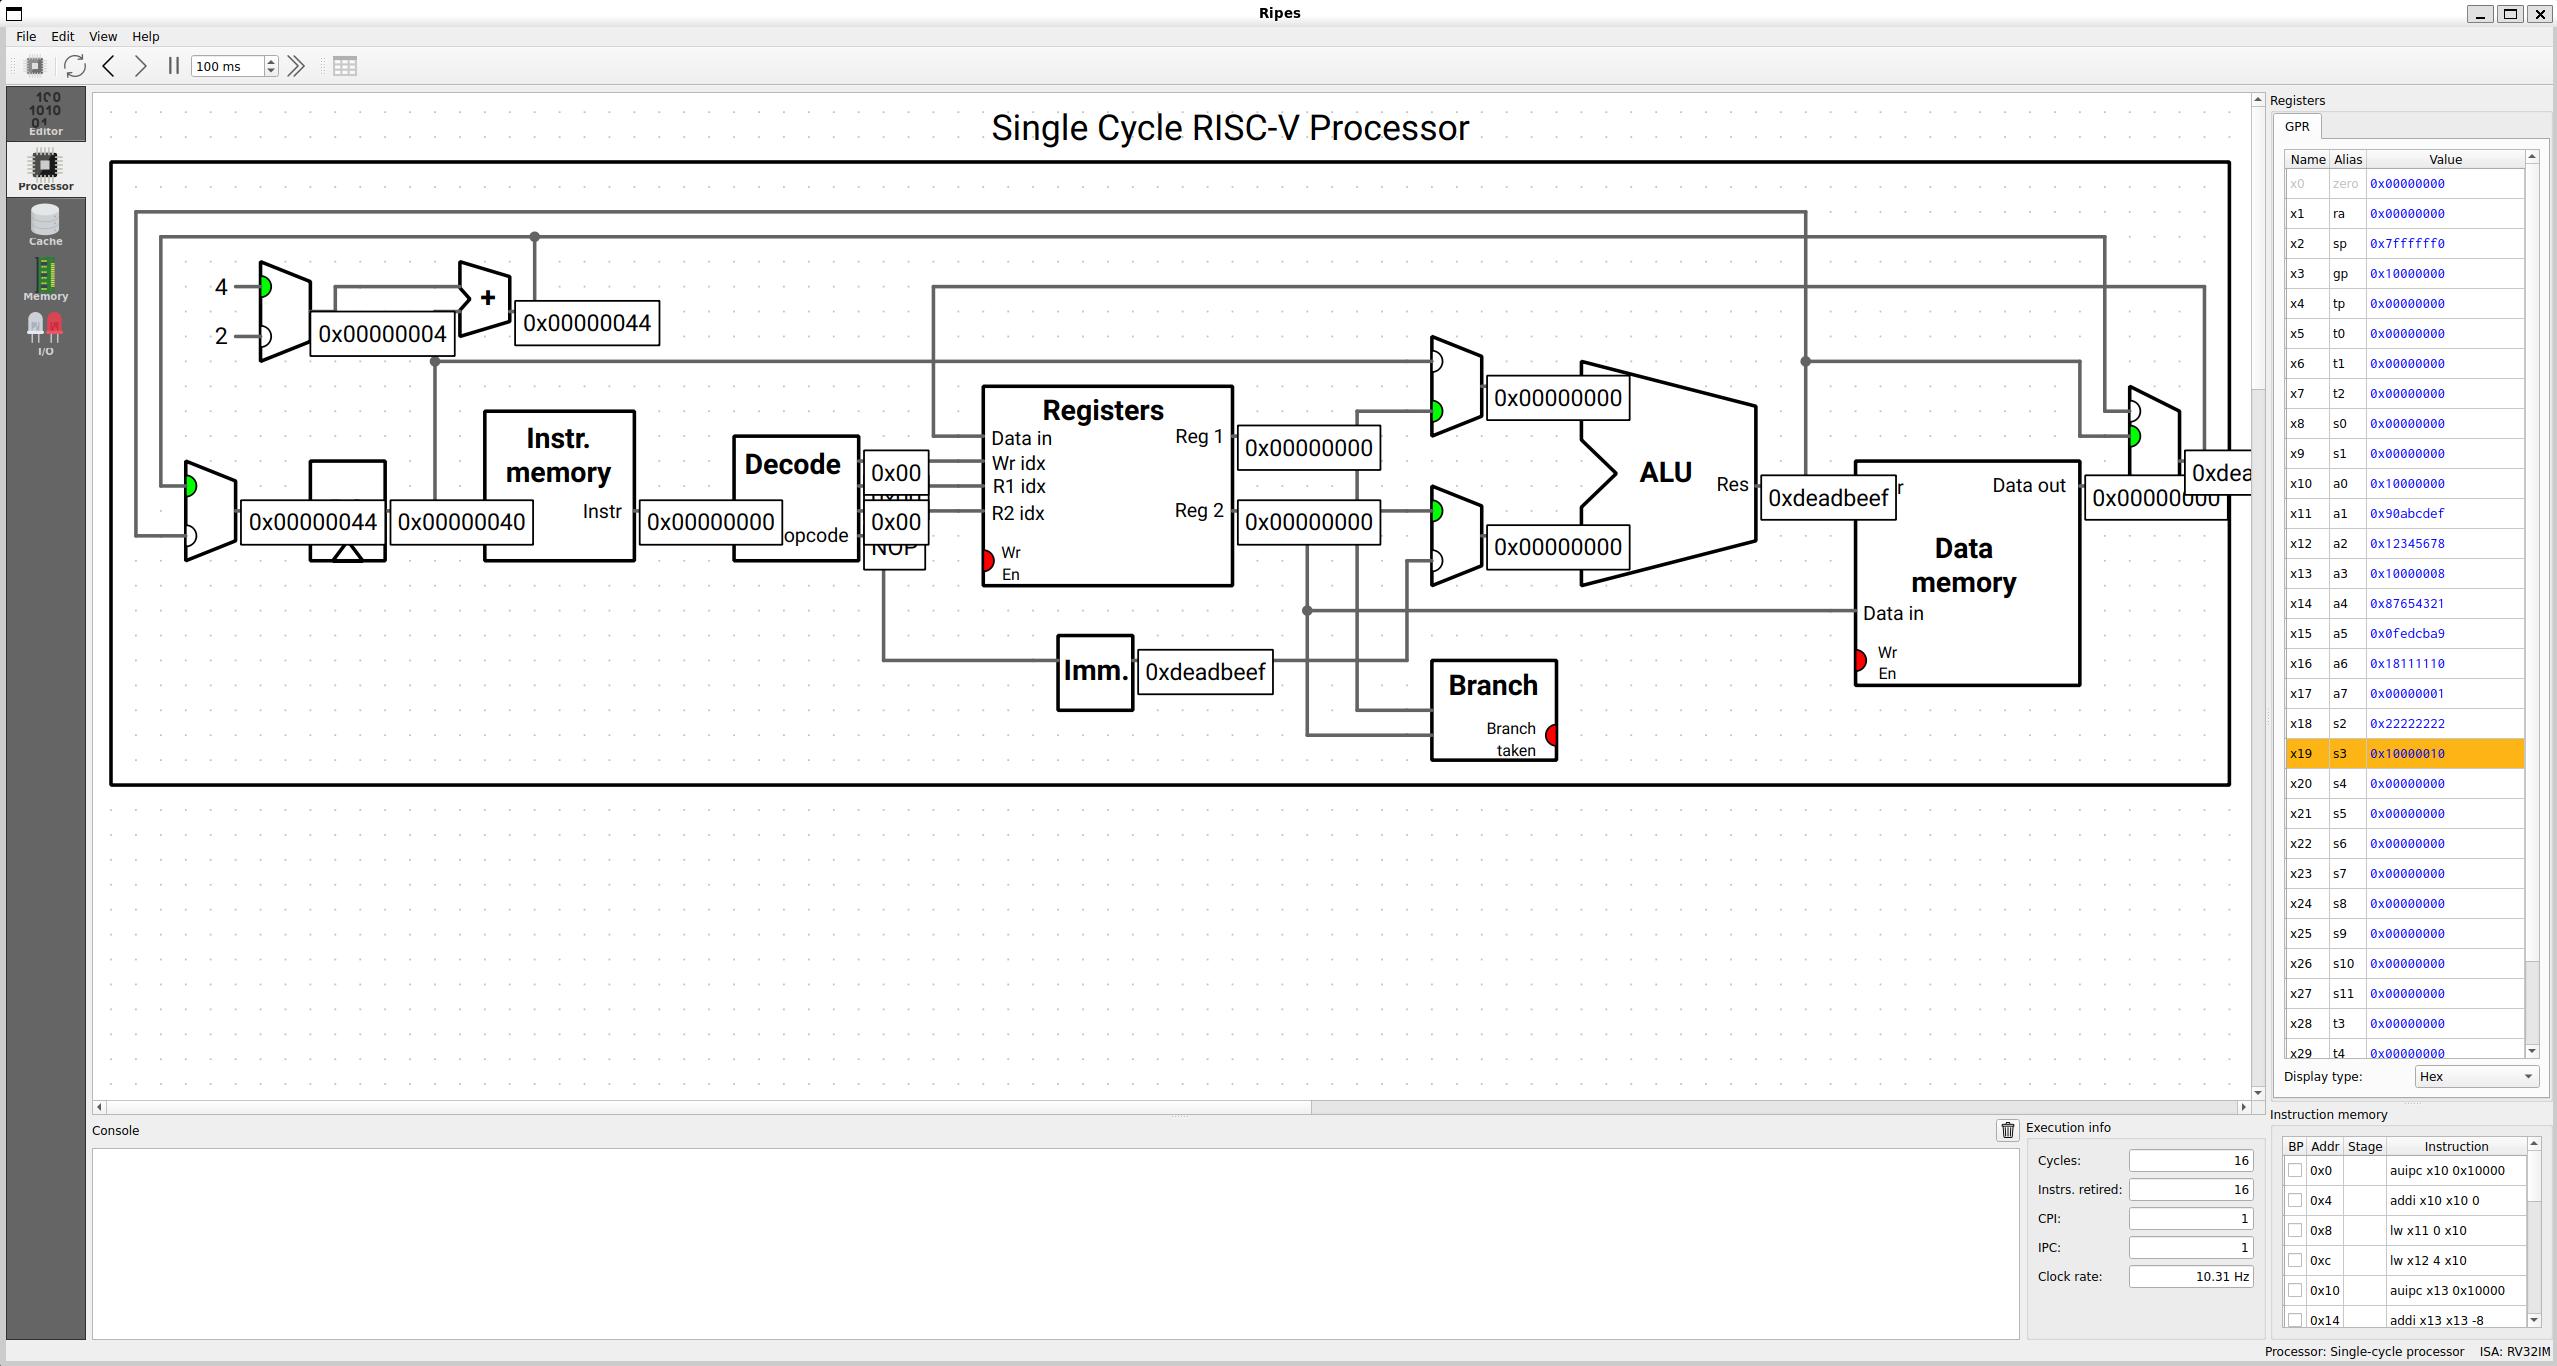 Ripes
File Edit View Help
100 ms
100
1010
01
Editor
Processor
Cache
Memory
I/O
Single Cycle RISC-V Processor
4
2
0x00000004
+
0x00000044
0x00000044
0x00000040
Instr.
memory
Instr
0x00000000
Decode
opcode
0x00
0x00
NOP
Registers
Data in
Wr idx
R1 idx
R2 idx
Wr
En
Reg 1
Reg 2
0x00000000
0x00000000
Imm.
0xdeadbeef
0x00000000
0x00000000
ALU
Res
0xdeadbeef
r
Branch
Branch
taken
Data
memory
Data out
Data in
Wr
En
0x00000000
0xdea
Console
Execution info
Cycles: 16
Instrs. retired: 16
CPI: 1
IPC: 1
Clock rate: 10.31 Hz
Registers
GPR
Name Alias Value
x0 zero 0x00000000
x1 ra 0x00000000
x2 sp 0x7ffffff0
x3 gp 0x10000000
x4 tp 0x00000000
x5 t0 0x00000000
x6 t1 0x00000000
x7 t2 0x00000000
x8 s0 0x00000000
x9 s1 0x00000000
x10 a0 0x10000000
x11 a1 0x90abcdef
x12 a2 0x12345678
x13 a3 0x10000008
x14 a4 0x87654321
x15 a5 0x0fedcba9
x16 a6 0x18111110
x17 a7 0x00000001
x18 s2 0x22222222
x19 s3 0x10000010
x20 s4 0x00000000
x21 s5 0x00000000
x22 s6 0x00000000
x23 s7 0x00000000
x24 s8 0x00000000
x25 s9 0x00000000
x26 s10 0x00000000
x27 s11 0x00000000
x28 t3 0x00000000
x29 t4 0x00000000
Display type: Hex
Instruction memory
BP Addr Stage Instruction
0x0 auipc x10 0x10000
0x4 addi x10 x10 0
0x8 lw x11 0 x10
0xc lw x12 4 x10
0x10 auipc x13 0x10000
0x14 addi x13 x13 -8
Processor: Single-cycle processor ISA: RV32IM